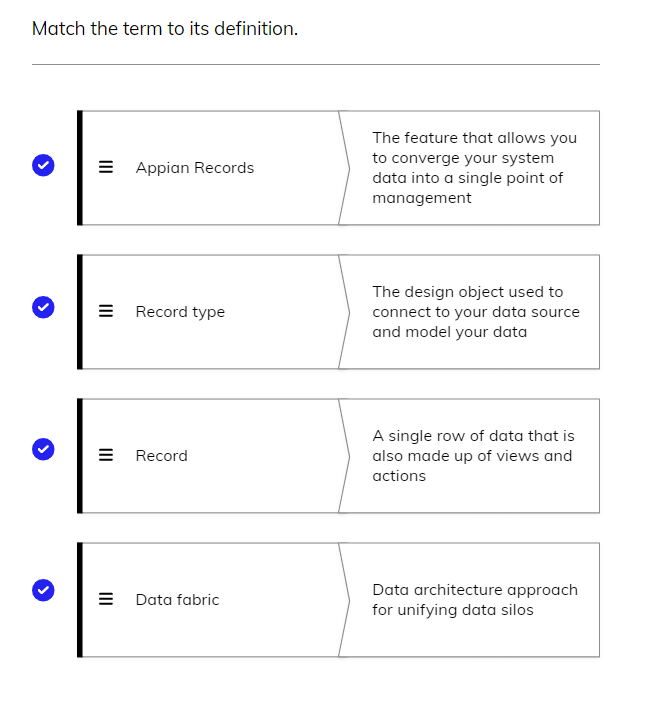 Match the term to its definition.
Appian Records
The feature that allows you
to converge your system
data into a single point of
management
Record type
The design object used to
connect to your data source
and model your data
Record
A single row of data that is
also made up of views and
actions
Data fabric
Data architecture approach
for unifying data silos